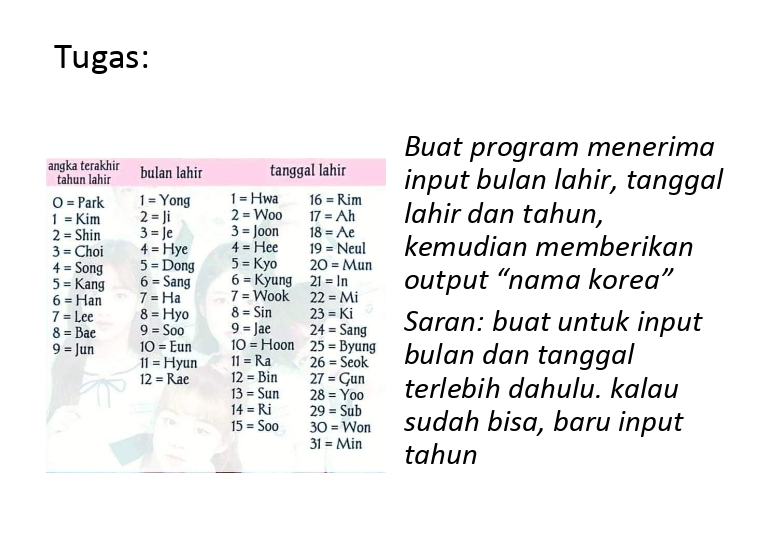 Tugas:
angka terakhir tahun lahir
0 = Park
1 = Kim
2 = Shin
3 = Choi
4 = Song
5 = Kang
6 = Han
7 = Lee
8 = Bae
9 = Jun
bulan lahir
1 = Yong
2 = Ji
3 = Je
4 = Hye
5 = Dong
6 = Sang
7 = Ha
8 = Hyo
9 = Soo
10 = Eun
11 = Hyun
12 = Rae
tanggal lahir
1 = Hwa
2 = Woo
3 = Joon
4 = Hee
5 = Kyo
6 = Kyung
7 = Wook
8 = Sin
9 = Jae
10 = Hoon
11 = Ra
12 = Bin
13 = Sun
14 = Ri
15 = Soo
16 = Rim
17 = Ah
18 = Ae
19 = Neul
20 = Mun
21 = In
22 = Mi
23 = Ki
24 = Sang
25 = Byung
26 = Seok
27 = Gun
28 = Yoo
29 = Sub
30 = Won
31 = Min
Buat program menerima
input bulan lahir, tanggal
lahir dan tahun,
kemudian memberikan
output “nama korea”
Saran: buat untuk input
bulan dan tanggal
terlebih dahulu. kalau
sudah bisa, baru input
tahun